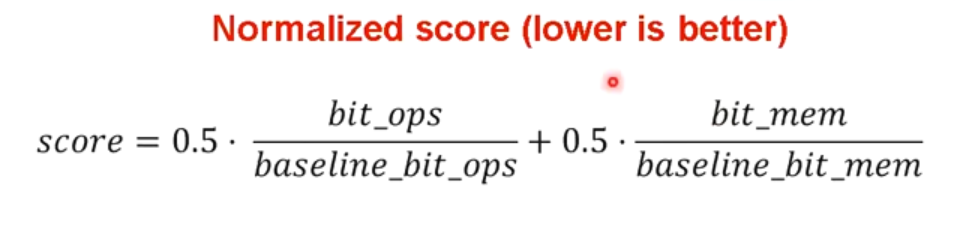 Normalized score (lower is better)
score = 0.5 · bit_ops / baseline_bit_ops + 0.5 · bit_mem / baseline_bit_mem